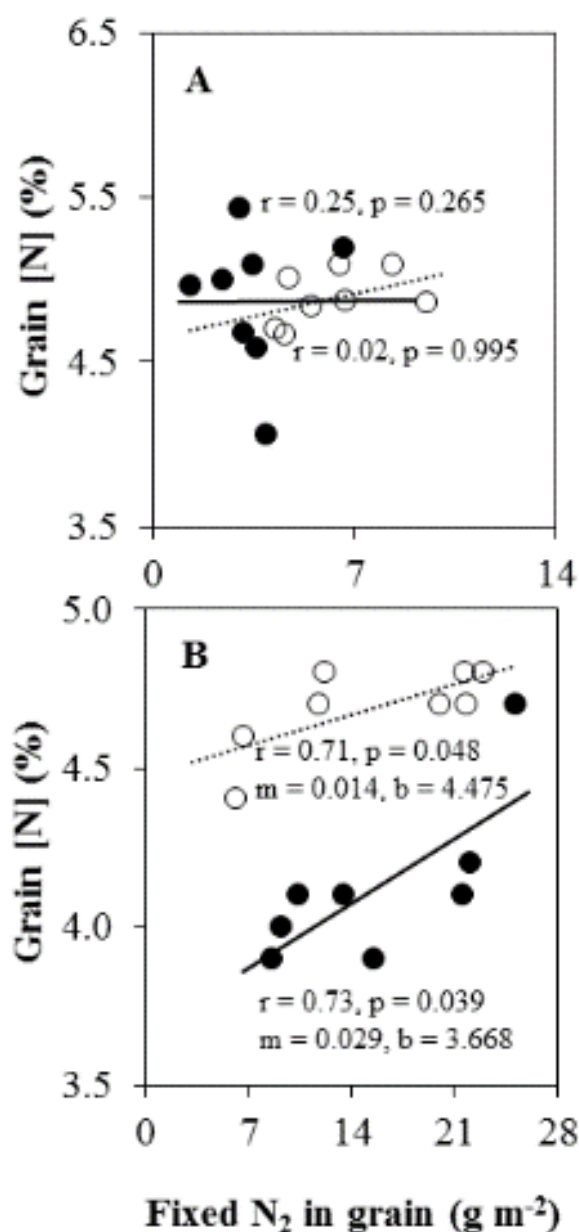 6.5
A
5.5
r = 0.25, p = 0.265
Grain [N] (%)
4.5
r = 0.02, p = 0.995
3.5
0 7 14
5.0
B
4.5
r = 0.71, p = 0.048
m = 0.014, b = 4.475
Grain [N] (%)
4.0
r = 0.73, p = 0.039
m = 0.029, b = 3.668
3.5
0 7 14 21 28
Fixed N₂ in grain (g m⁻²)